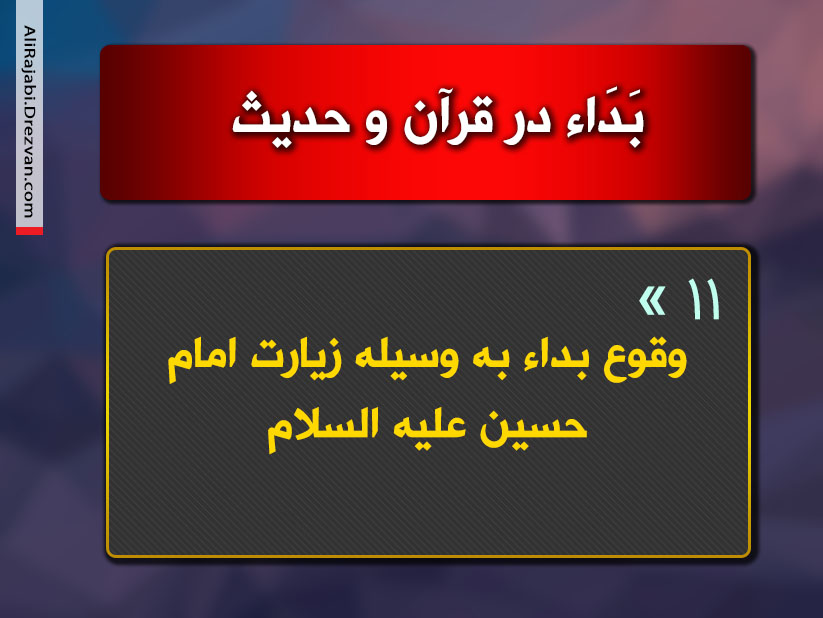 بَدَاء در قرآن و حدیث
۱۱ »
وقوع بداء به وسیله زیارت امام
حسین علیه السلام
AliRajabi.Drezvan.com